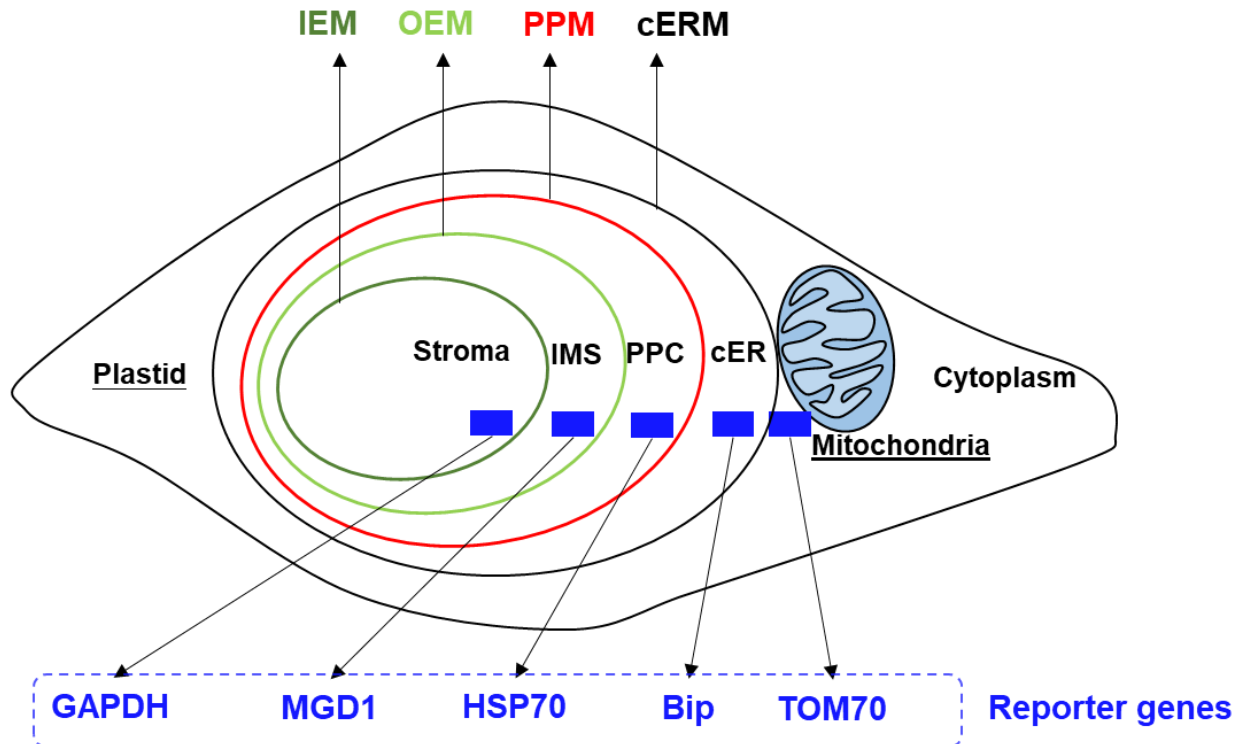 IEM OEM PPM cERM
Stroma IMS PPC cER
Plastid
Cytoplasm
Mitochondria
GAPDH MGD1 HSP70 Bip TOM70 Reporter genes